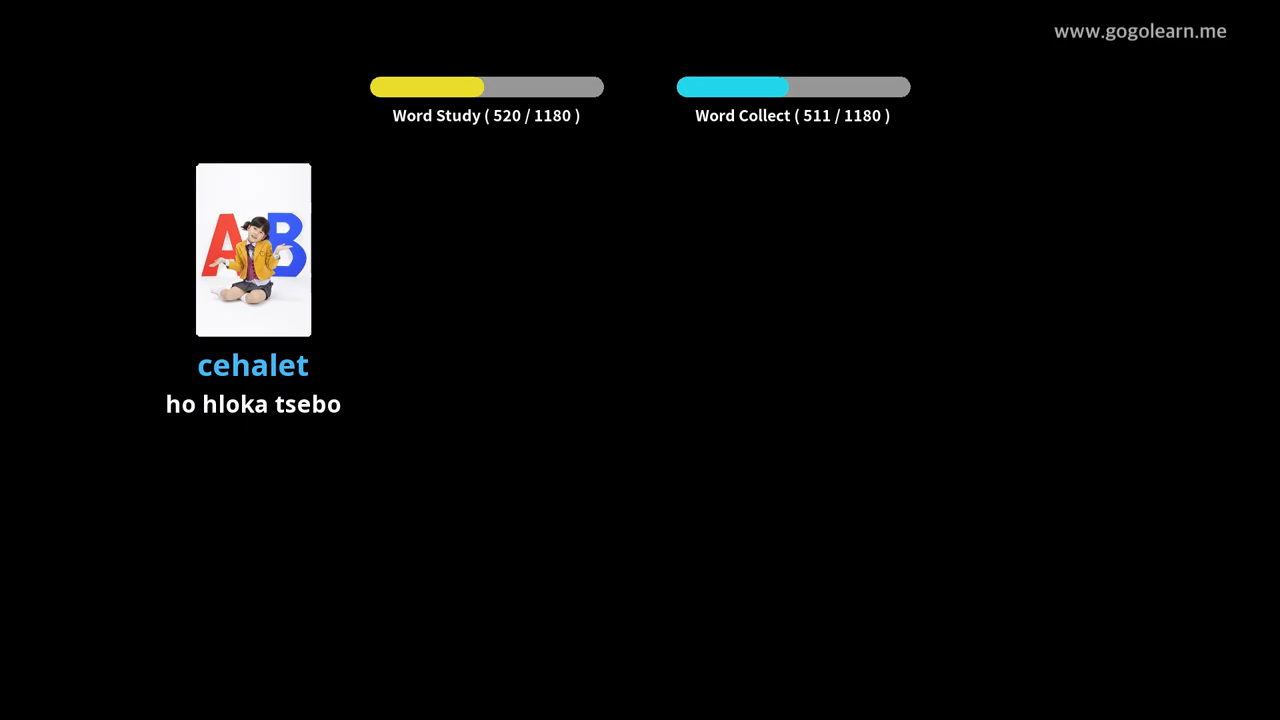 www.gogolearn.me
Word Study ( 520 / 1180 )
Word Collect ( 511 / 1180 )
A B
cehalet
ho hloka tsebo